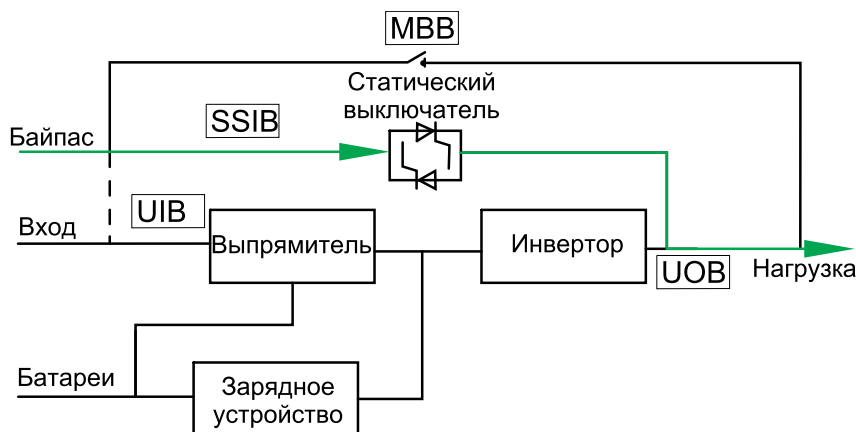 MBB
Статический
выключатель
SSIB
Байпас
UIB
Вход
Выпрямитель
Инвертор
UOB
Нагрузка
Батареи
Зарядное
устройство